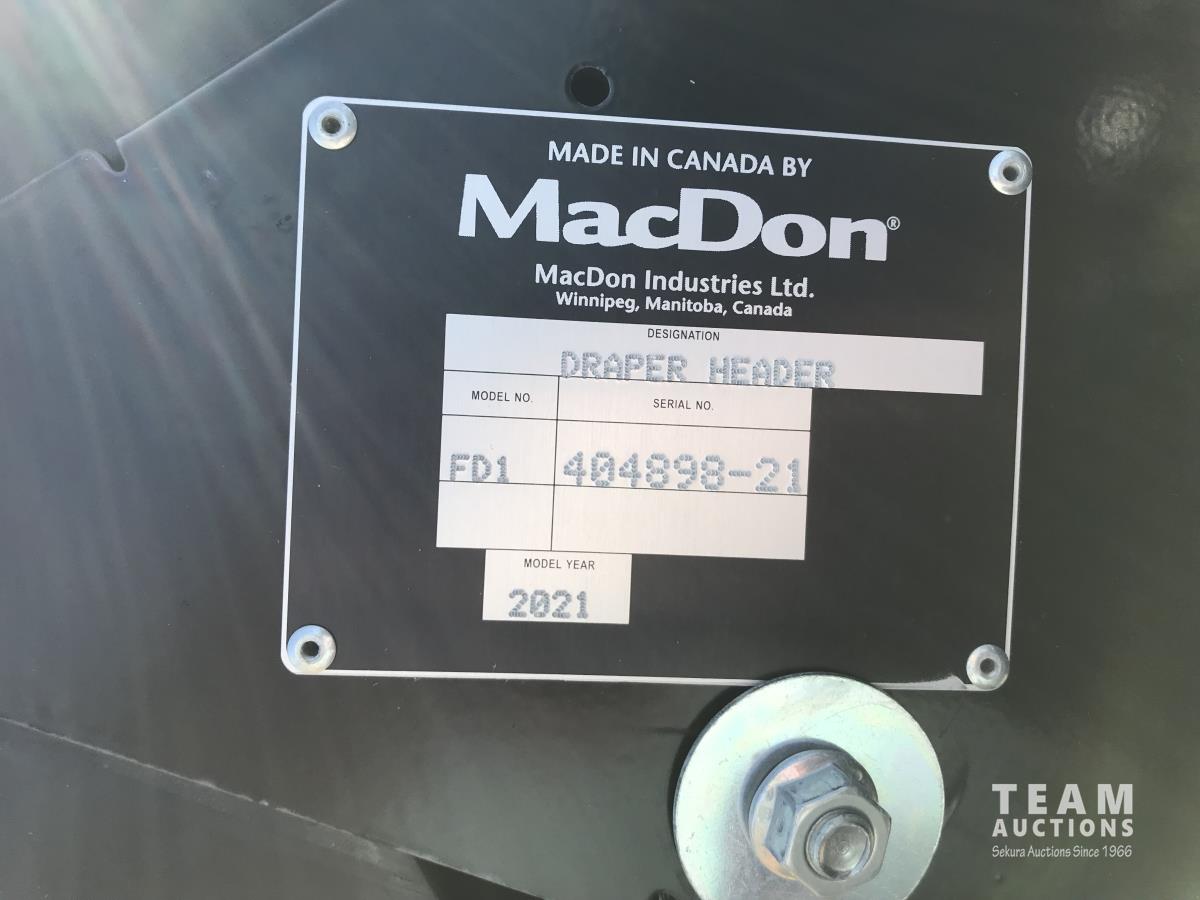 MADE IN CANADA BY
MacDon®
MacDon Industries Ltd.
Winnipeg, Manitoba, Canada
DESIGNATION
DRAPER HEADER
MODEL NO. SERIAL NO.
FD1 404898-21
MODEL YEAR
2021
TEAM
AUCTIONS
Sekura Auctions Since 1966